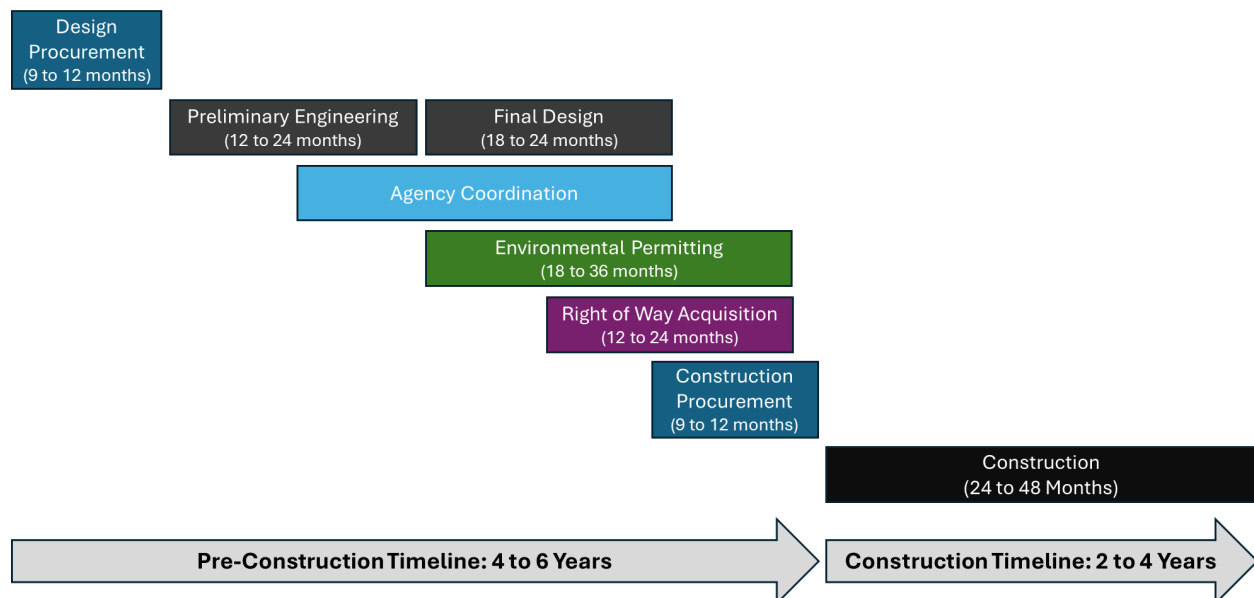 Design
Procurement
(9 to 12 months)
Preliminary Engineering
(12 to 24 months)
Final Design
(18 to 24 months)
Agency Coordination
Environmental Permitting
(18 to 36 months)
Right of Way Acquisition
(12 to 24 months)
Construction
Procurement
(9 to 12 months)
Construction
(24 to 48 Months)
Pre-Construction Timeline: 4 to 6 Years
Construction Timeline: 2 to 4 Years